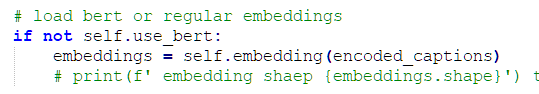 # load bert or regular embeddings
if not self.use_bert:
embeddings = self.embedding(encoded_captions)
# print(f' embedding shaep {embeddings.shape}') t